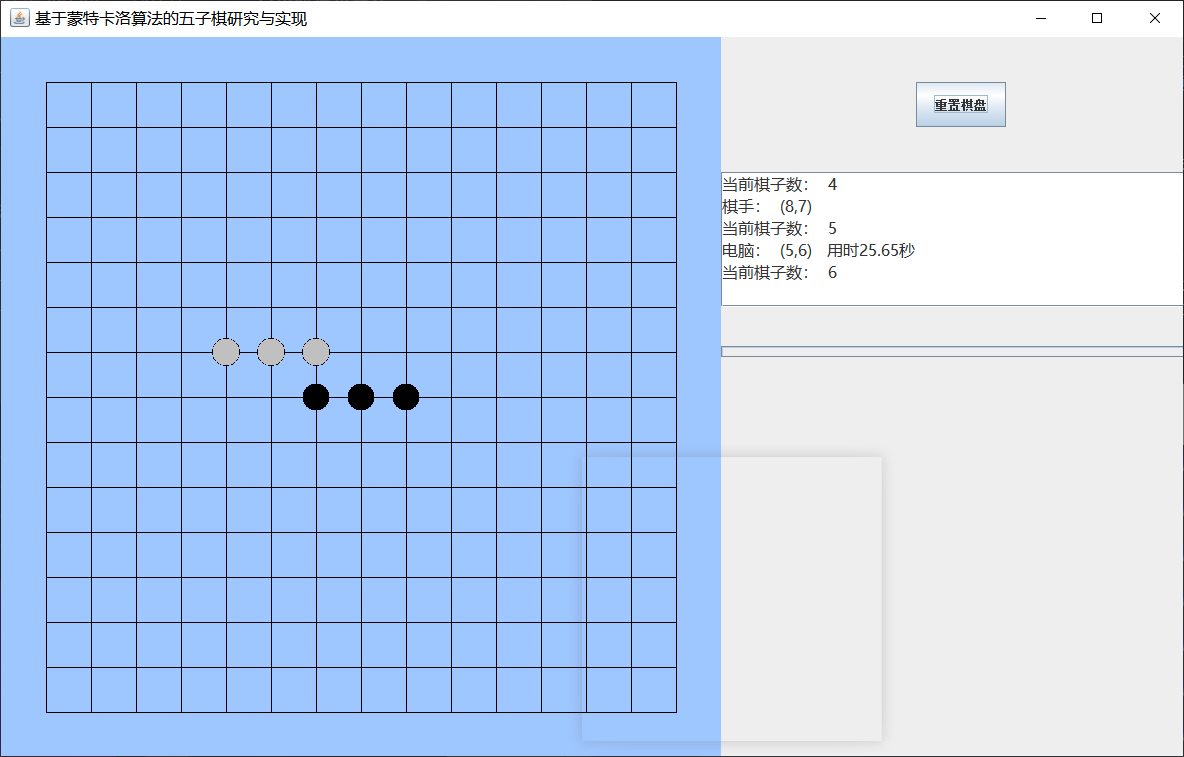 基于蒙特卡洛算法的五子棋研究与实现
重置棋盘
当前棋子数： 4
棋手： (8,7)
当前棋子数： 5
电脑： (5,6) 用时25.65秒
当前棋子数： 6